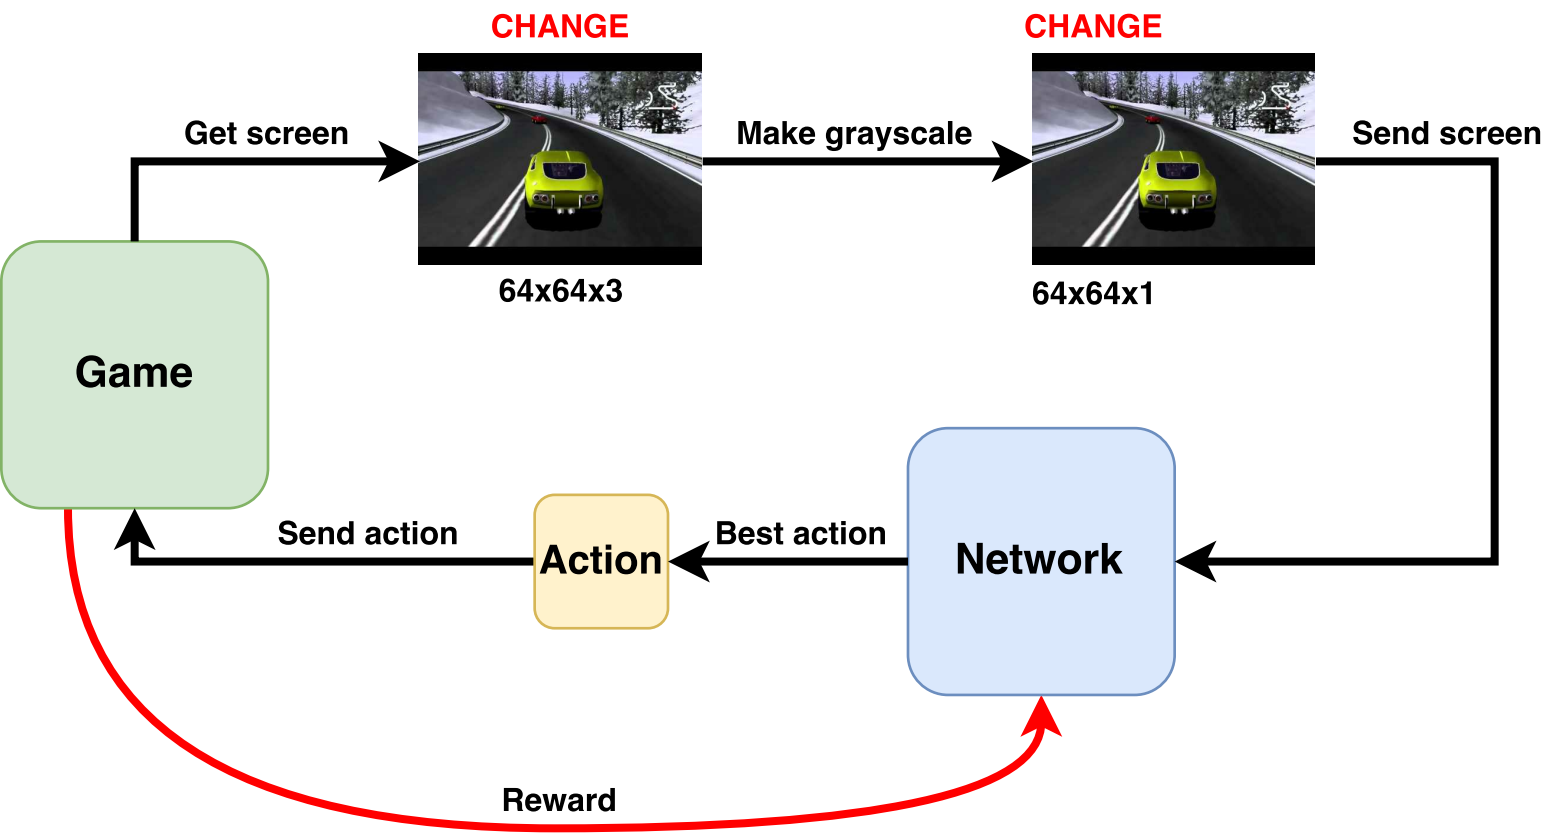 CHANGE
CHANGE
Get screen
Make grayscale
Send screen
64x64x3
64x64x1
Game
Send action
Action
Best action
Network
Reward